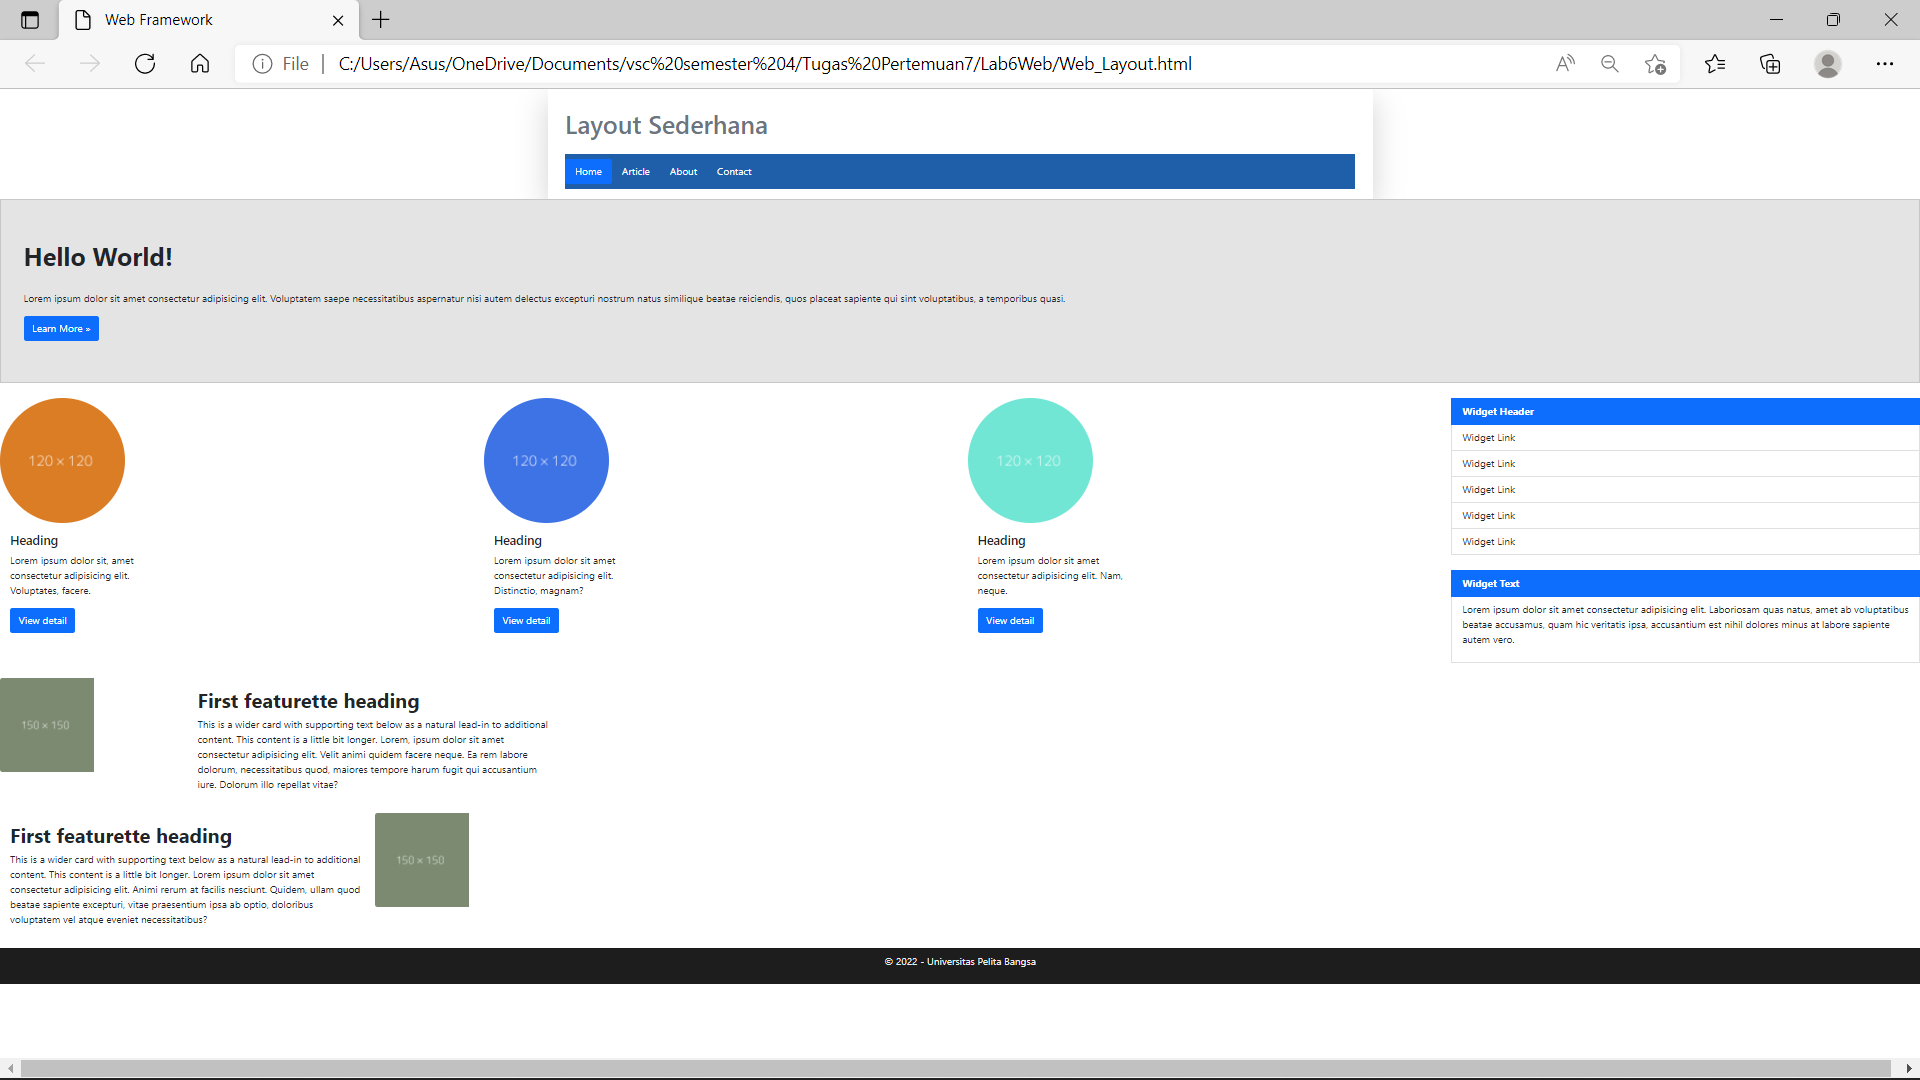 Web Framework
File
C:/Users/Asus/OneDrive/Documents/vsc%20semester%204/Tugas%20Pertemuan7/Lab6Web/Web_Layout.html
Layout Sederhana
Home Article About Contact
Hello World!
Lorem ipsum dolor sit amet consectetur adipisicing elit. Voluptatem saepe necessitatibus aspernatur nisi autem delectus excepturi nostrum natus similique beatae reiciendis, quos placeat sapiente qui sint voluptatibus, a temporibus quasi.
Learn More »
120 × 120
Heading
Lorem ipsum dolor sit, amet
consectetur adipisicing elit.
Voluptates, facere.
View detail
120 × 120
Heading
Lorem ipsum dolor sit amet
consectetur adipisicing elit.
Distinctio, magnam?
View detail
120 × 120
Heading
Lorem ipsum dolor sit amet
consectetur adipisicing elit. Nam,
neque.
View detail
Widget Header
Widget Link
Widget Link
Widget Link
Widget Link
Widget Link
Widget Text
Lorem ipsum dolor sit amet consectetur adipisicing elit. Laboriosam quas natus, amet ab voluptatibus
beatae accusamus, quam hic veritatis ipsa, accusantium est nihil dolores minus at labore sapiente
autem vero.
150 × 150
First featurette heading
This is a wider card with supporting text below as a natural lead-in to additional
content. This content is a little bit longer. Lorem, ipsum dolor sit amet
consectetur adipisicing elit. Velit animi quidem facere neque. Ea rem labore
dolorum, necessitatibus quod, maiores tempore harum fugit qui accusantium
iure. Dolorum illo repellat vitae?
First featurette heading
This is a wider card with supporting text below as a natural lead-in to additional
content. This content is a little bit longer. Lorem ipsum dolor sit amet
consectetur adipisicing elit. Animi rerum at facilis nesciunt. Quidem, ullam quod
beatae sapiente excepturi, vitae praesentium ipsa ab optio, doloribus
voluptatem vel atque eveniet necessitatibus?
150 × 150
© 2022 - Universitas Pelita Bangsa